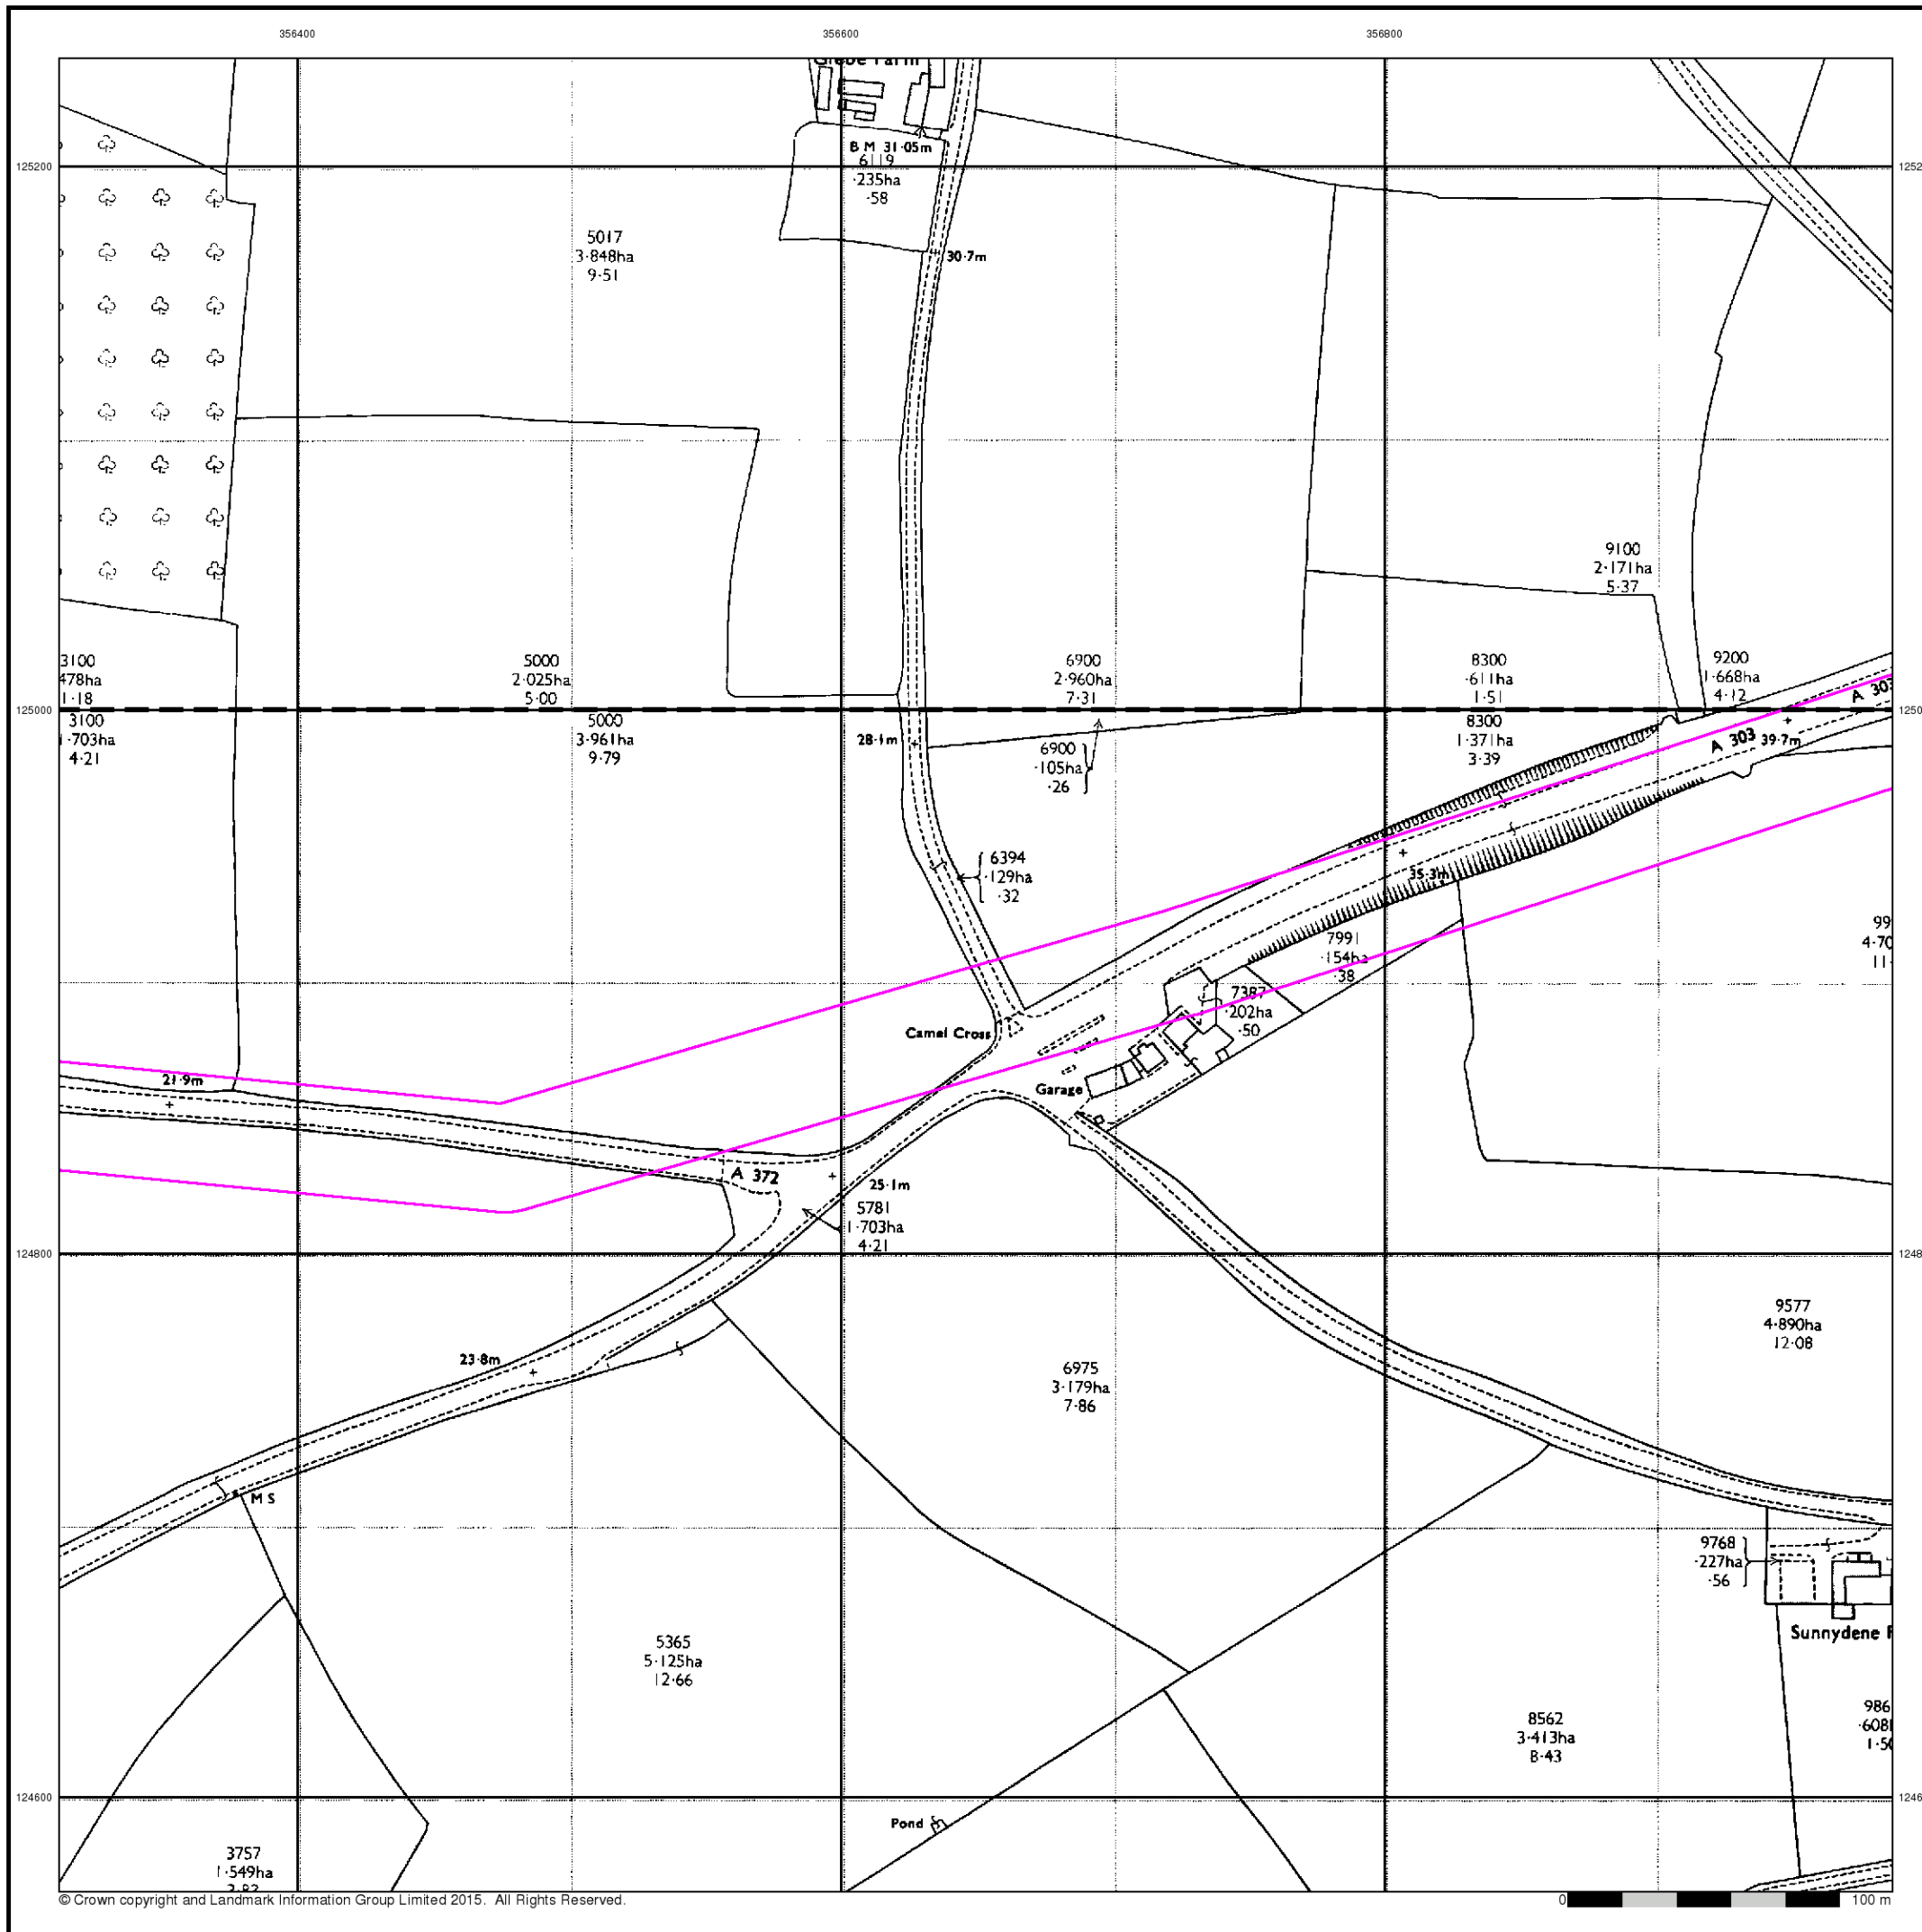 356400
356600
356800
Glebe Farm
B M 31·05m
6119
·235ha
·58
125200
5017
3·848ha
9·51
30·7m
9100
2·171ha
5·37
3100
1·18
5000
2·025ha
5·00
6900
2·960ha
7·31
8300
·611ha
1·51
9200
1·668ha
4·12
A 303
125000
3100
1·703ha
4·21
5000
3·961ha
9·79
28·1m
6900
·105ha
·26
8300
1·371ha
3·39
A 303 39·7m
6394
·129ha
·32
35·3m
7991
·154ha
·38
7387
·202ha
·50
Camel Cross
21·9m
Garage
A 372
25·1m
5781
1·703ha
4·21
124800
9577
4·890ha
12·08
23·8m
6975
3·179ha
7·86
M S
9768
·227ha
·56
Sunnydene
5365
5·125ha
12·66
8562
3·413ha
8·43
124600
Pond
3757
1·549ha
© Crown copyright and Landmark Information Group Limited 2015. All Rights Reserved.
0 100 m